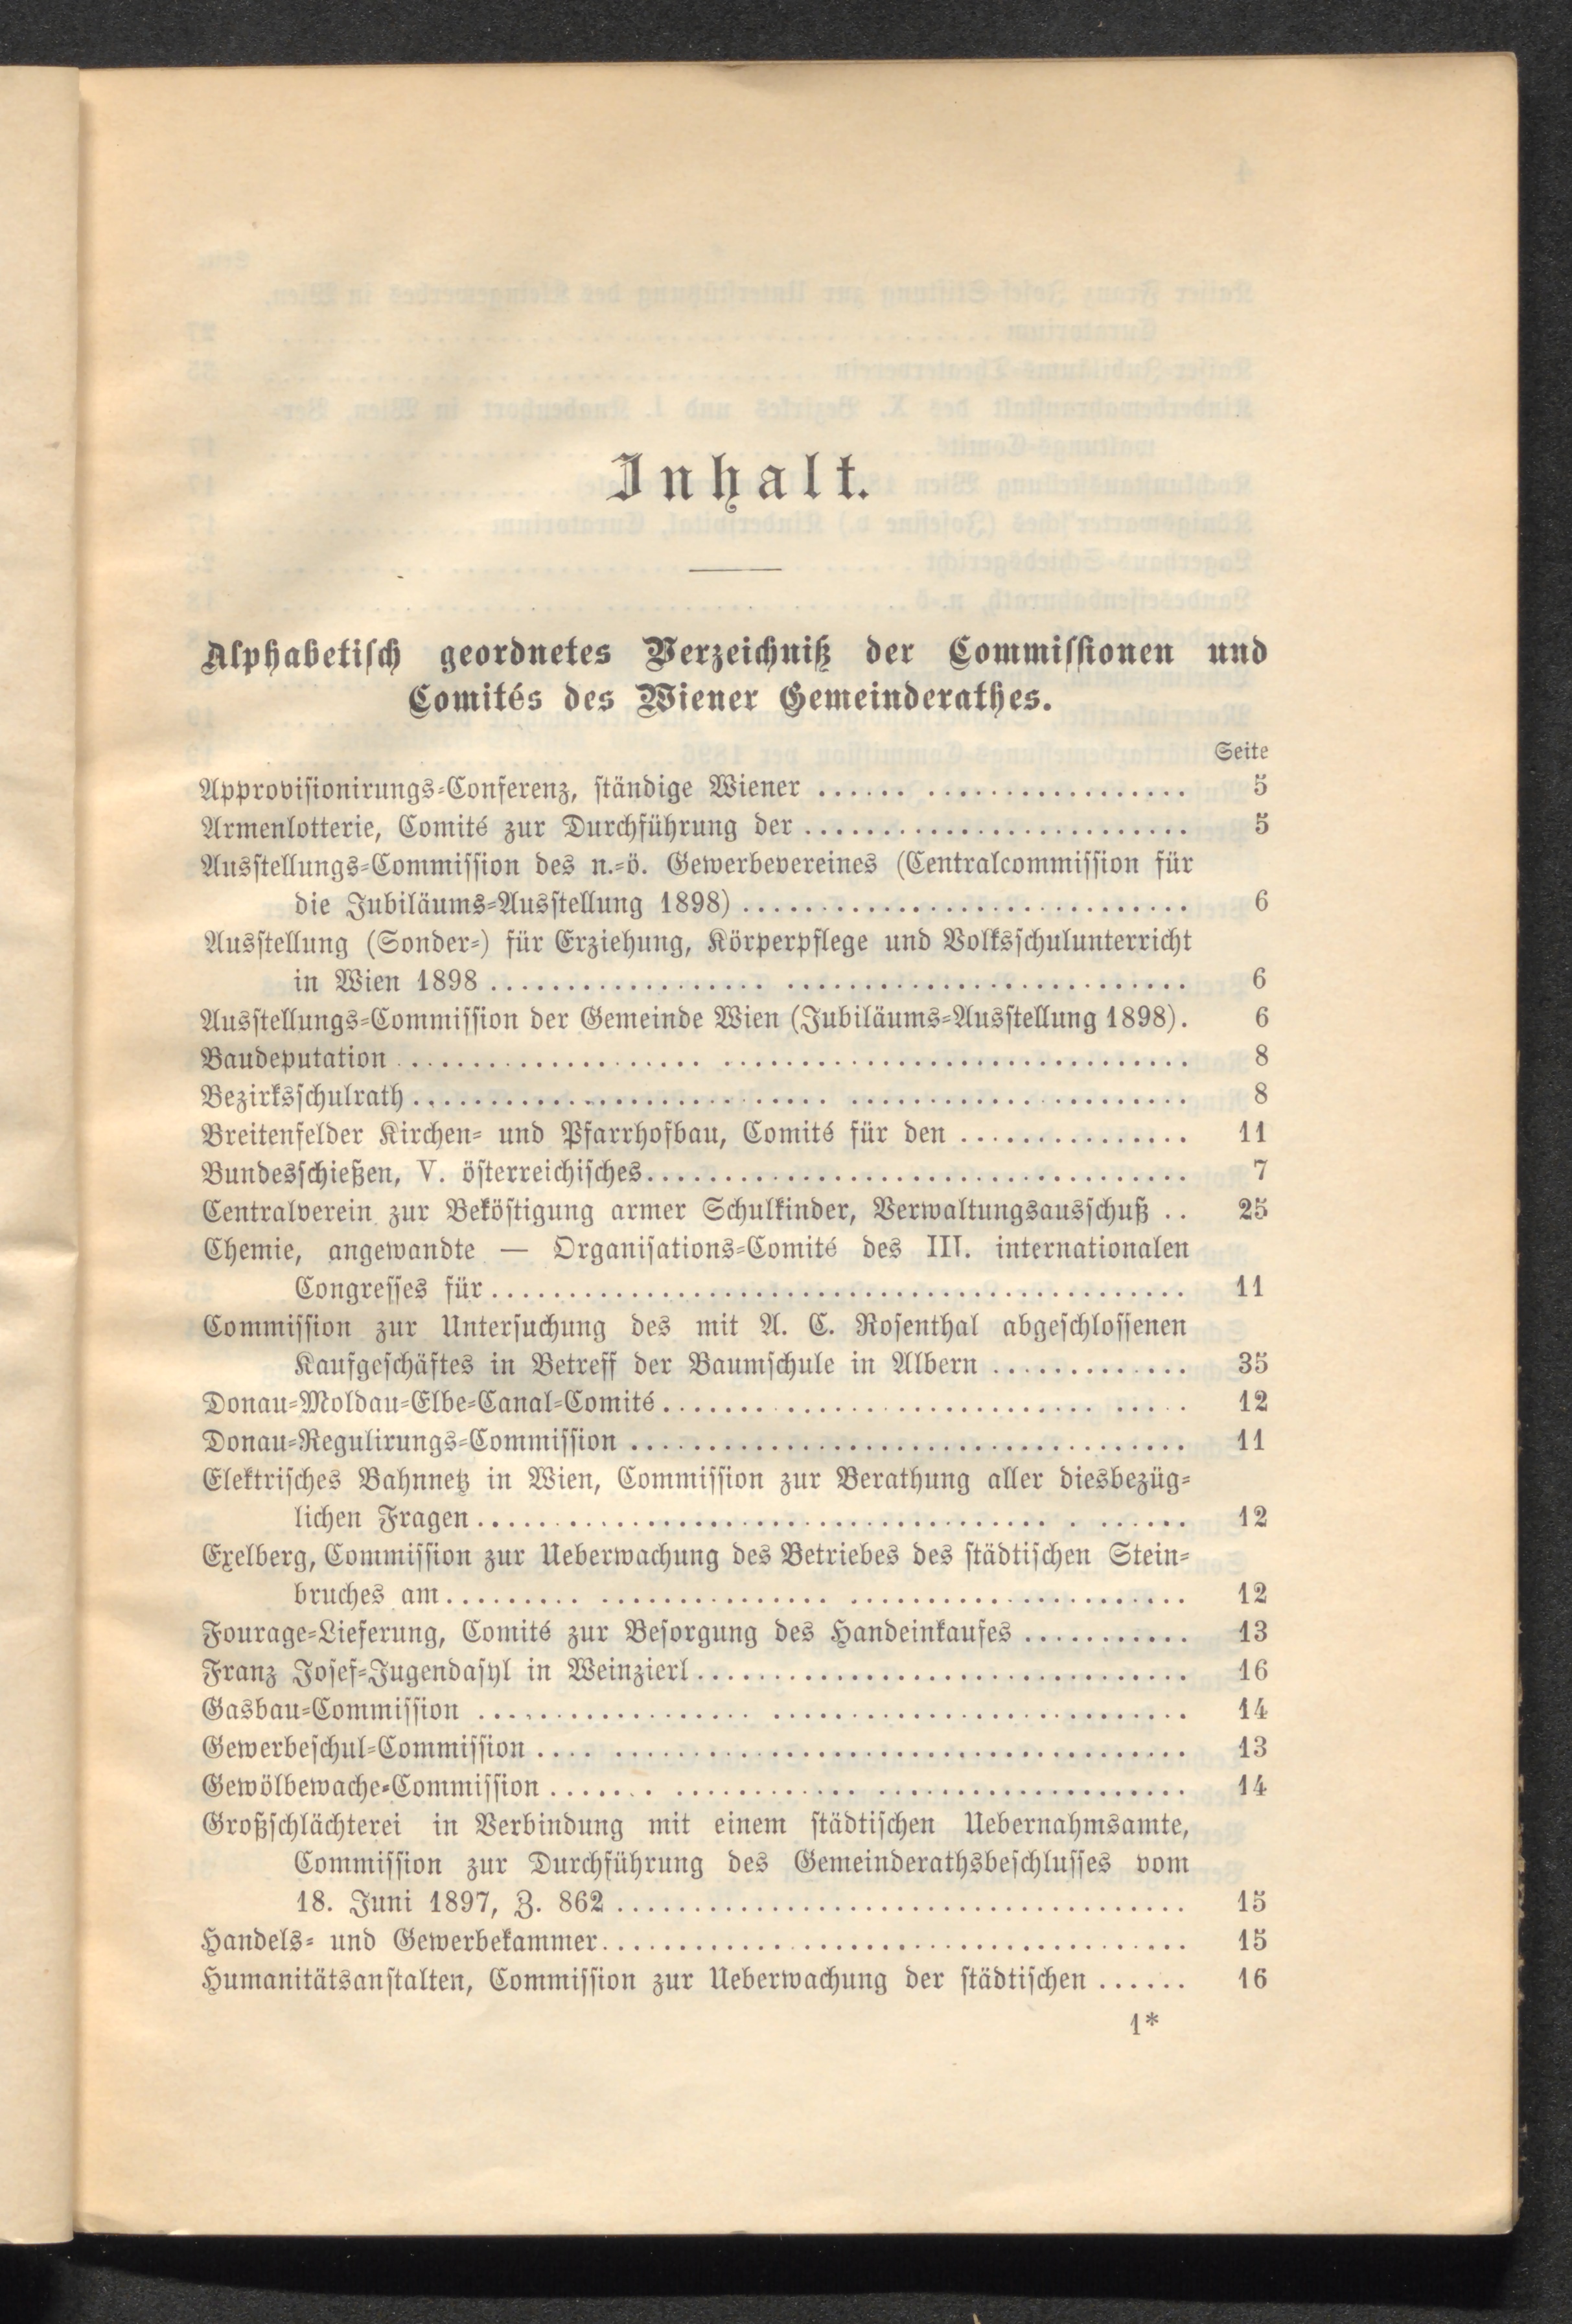 Inhalt.
Alphabetisch geordnetes Verzeichniß der Commissionen und
Comités des Wiener Gemeinderathes.
Seite
Approvisionirungs-Conferenz, ständige Wiener ...... ................. 5
Armenlotterie, Comité zur Durchführung der ......................... 5
Ausstellungs-Commission des n.-ö. Gewerbevereines (Centralcommission für
die Jubiläums-Ausstellung 1898) ............................. 6
Ausstellung (Sonder-) für Erziehung, Körperpflege und Volksschulunterricht
in Wien 1898 .................. .......................... 6
Ausstellungs-Commission der Gemeinde Wien (Jubiläums-Ausstellung 1898). 6
Baudeputation .................... .............................. 8
Bezirksschulrath ........................... ...................... 8
Breitenfelder Kirchen- und Pfarrhofbau, Comité für den ............... 11
Bundesschießen, V. österreichisches................................... 7
Centralverein zur Beköstigung armer Schulkinder, Verwaltungsausschuß .. 25
Chemie, angewandte — Organisations-Comité des III. internationalen
Congresses für............................................. 11
Commission zur Untersuchung des mit A. C. Rosenthal abgeschlossenen
Kaufgeschäftes in Betreff der Baumschule in Albern ............. 35
Donau-Moldau-Elbe-Canal-Comité....... .................... ..... 12
Donau-Regulirungs-Commission .................................... 11
Elektrisches Bahnnetz in Wien, Commission zur Berathung aller diesbezüg-
lichen Fragen..................................... . ...... 12
Exelberg, Commission zur Ueberwachung des Betriebes des städtischen Stein-
bruches am......... ............... ...................... 12
Fourage-Lieferung, Comité zur Besorgung des Handeinkaufes ........... 13
Franz Josef-Jugendasyl in Weinzierl................................ 16
Gasbau-Commission .................. ........................... 14
Gewerbeschul-Commission .... ..................................... 13
Gewölbewache-Commission ....... ............ .................... 14
Großschlächterei in Verbindung mit einem städtischen Uebernahmsamte,
Commission zur Durchführung des Gemeinderathsbeschlusses vom
18. Juni 1897, Z. 862 ..................................... 15
Handels- und Gewerbekammer...................................... 15
Humanitätsanstalten, Commission zur Ueberwachung der städtischen ...... 16
1*